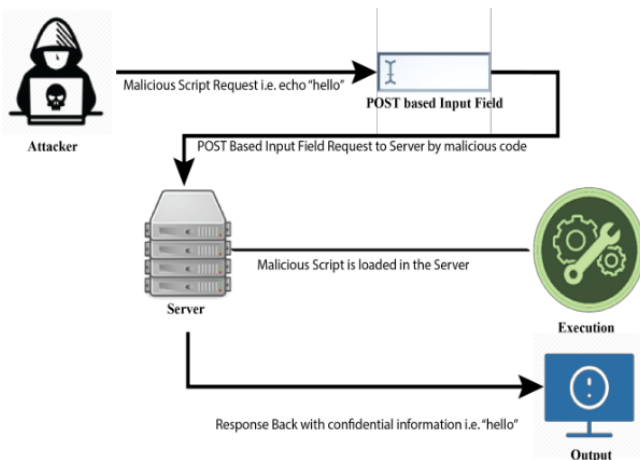 Malicious Script Request i.e. echo “hello”
POST based Input Field
Attacker
POST Based Input Field Request to Server by malicious code
Malicious Script is loaded in the Server
Server
Execution
Response Back with confidential information i.e. “hello”
Output